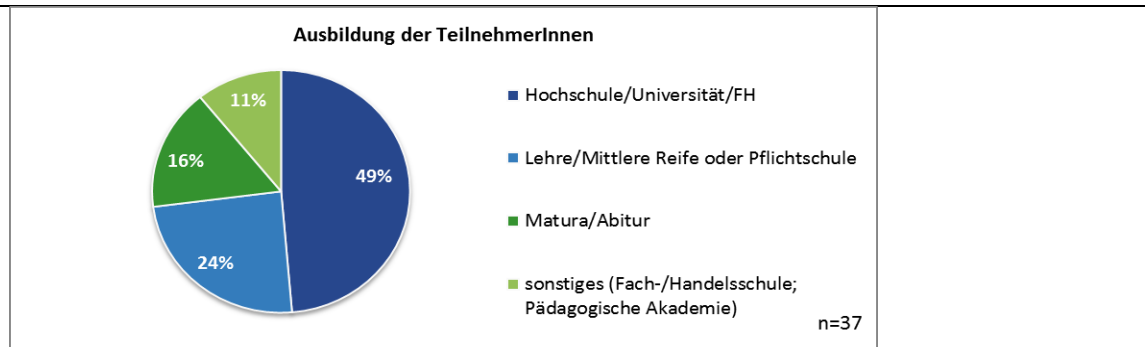 Ausbildung der TeilnehmerInnen
11%
16%
49%
24%
Hochschule/Universität/FH
Lehre/Mittlere Reife oder Pflichtschule
Matura/Abitur
sonstiges (Fach-/Handelsschule;
Pädagogische Akademie)
n=37